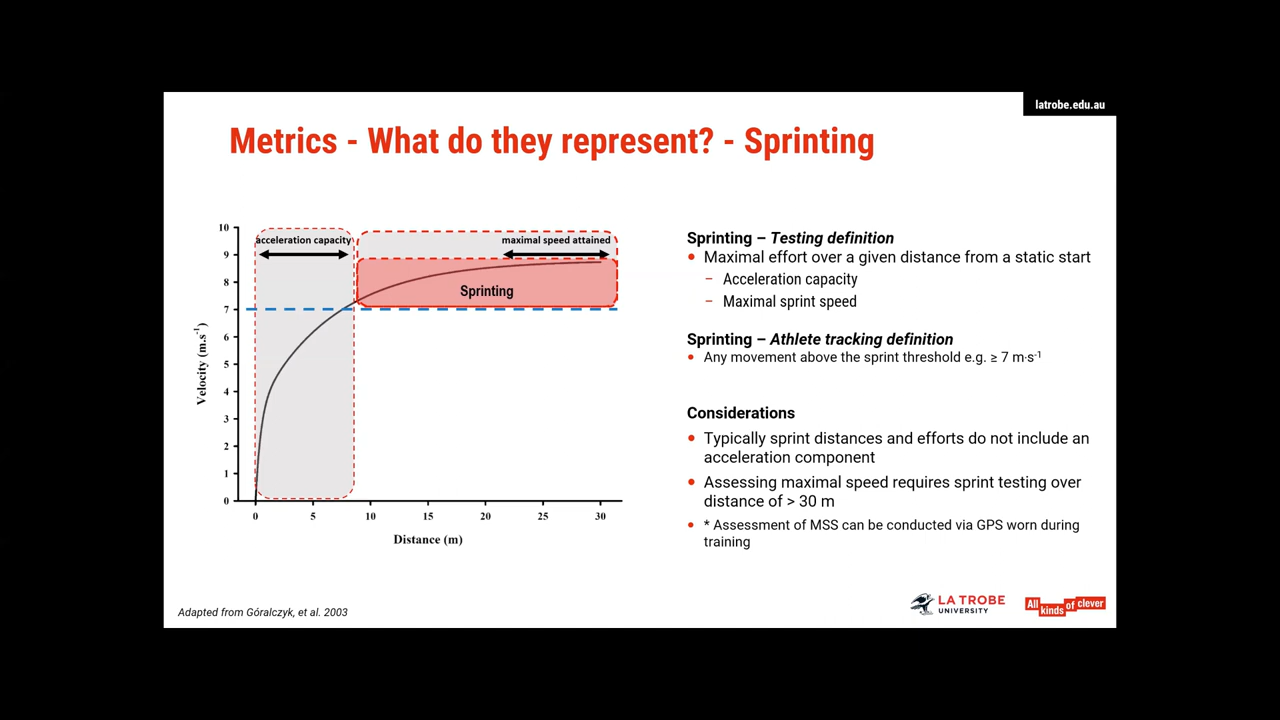 latrobe.edu.au
Metrics - What do they represent? - Sprinting
10
9
8
7
6
5
4
3
2
1
0
Velocity (m.s⁻¹)
acceleration capacity
maximal speed attained
Sprinting
0 5 10 15 20 25 30
Distance (m)
Sprinting – Testing definition
• Maximal effort over a given distance from a static start
– Acceleration capacity
– Maximal sprint speed
Sprinting – Athlete tracking definition
• Any movement above the sprint threshold e.g. ≥ 7 m·s⁻¹
Considerations
• Typically sprint distances and efforts do not include an
acceleration component
• Assessing maximal speed requires sprint testing over
distance of > 30 m
• * Assessment of MSS can be conducted via GPS worn during
training
Adapted from Góralczyk, et al. 2003
LA TROBE
UNIVERSITY
All kinds of clever